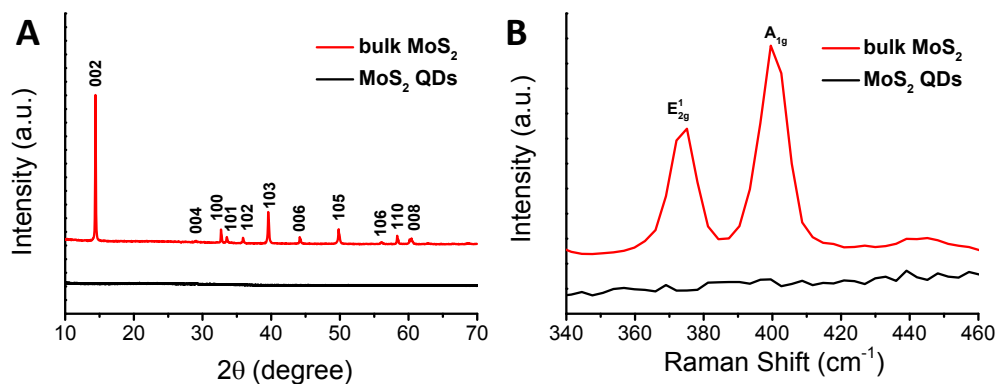 A
bulk MoS₂
MoS₂ QDs
002
004
100
101
102
103
006
105
106
110
008
Intensity (a.u.)
10 20 30 40 50 60 70
2θ (degree)
B
bulk MoS₂
MoS₂ QDs
E¹₂g
A₁g
Intensity (a.u.)
340 360 380 400 420 440 460
Raman Shift (cm⁻¹)